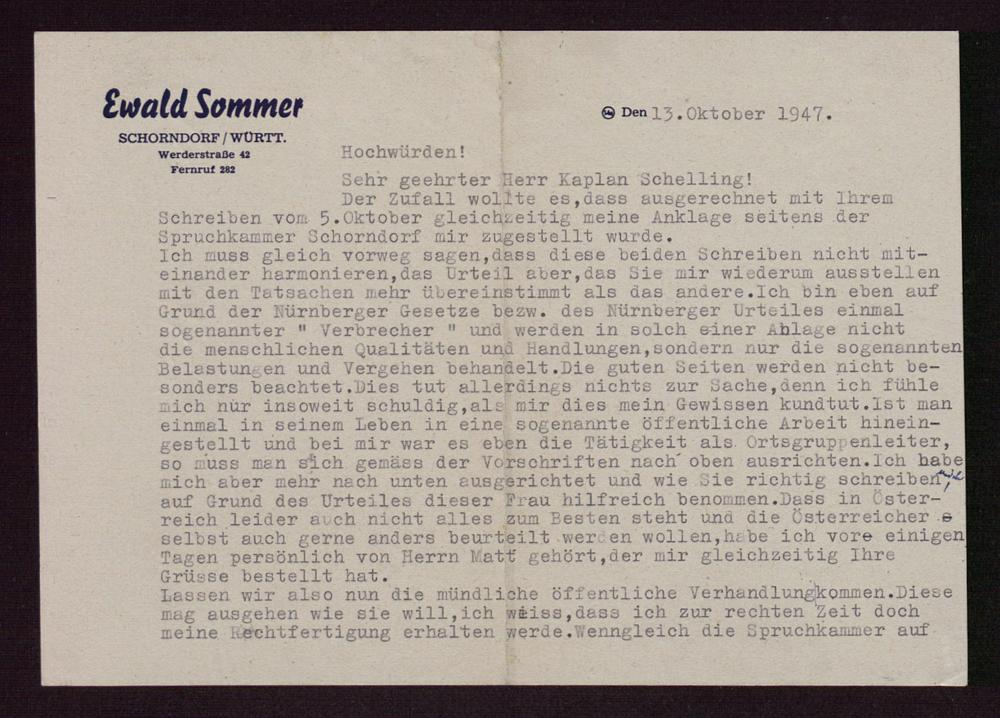 Ewald Sommer
SCHORNDORF / WÜRTT.
Werderstraße 42
Fernruf 282
Den 13.Oktober 1947.
Hochwürden!
Sehr geehrter Herr Kaplan Schelling!
Der Zufall wollte es,dass ausgerechnet mit Ihrem
Schreiben vom 5.Oktober gleichzeitig meine Anklage seitens der
Spruchkammer Schorndorf mir zugestellt wurde.
Ich muss gleich vorweg sagen,dass diese beiden Schreiben nicht mit-
einander harmonieren,das Urteil aber,das Sie mir wiederum ausstellen
mit den Tatsachen mehr übereinstimmt als das andere.Ich bin eben auf
Grund der Nürnberger Gesetze bezw. des Nürnberger Urteiles einmal
sogenannter " Verbrecher " und werden in solch einer Ablage nicht
die menschlichen Qualitäten und Handlungen,sondern nur die sogenannten
Belastungen und Vergehen behandelt.Die guten Seiten werden nicht be-
sonders beachtet.Dies tut allerdings nichts zur Sache,denn ich fühle
mich nur insoweit schuldig,als mir dies mein Gewissen kundtut.Ist man
einmal in seinem Leben in eine sogenannte öffentliche Arbeit hinein-
gestellt und bei mir war es eben die Tätigkeit als Ortsgruppenleiter,
so muss man sich gemäss der Vorschriften nach oben ausrichten.Ich habe
mich aber mehr nach unten ausgerichtet und wie Sie richtig schreiben, mich
auf Grund des Urteiles dieser Frau hilfreich benommen.Dass in Öster-
reich leider auch nicht alles zum Besten steht und die Österreicher
selbst auch gerne anders beurteilt werden wollen,habe ich vor einigen
Tagen persönlich von Herrn Matt gehört,der mir gleichzeitig Ihre
Grüsse bestellt hat.
Lassen wir also nun die mündliche öffentliche Verhandlung kommen.Diese
mag ausgehen wie sie will,ich weiss,dass ich zur rechten Zeit doch
meine Rechtfertigung erhalten werde.Wenngleich die Spruchkammer auf